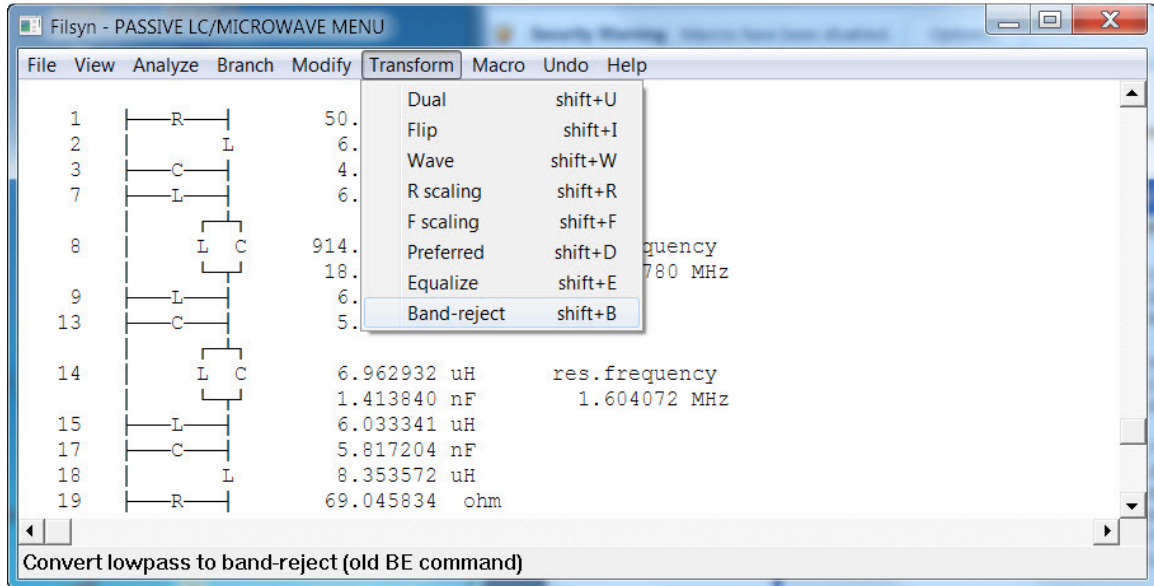 Filsyn - PASSIVE LC/MICROWAVE MENU
File View Analyze Branch Modify Transform Macro Undo Help
Dual shift+U
Flip shift+I
Wave shift+W
R scaling shift+R
F scaling shift+F
Preferred shift+D
Equalize shift+E
Band-reject shift+B
1 R 50.
2 L 6.
3 C 4.
7 L 6.
8 L C 914. quency
18. 780 MHz
9 L 6.
13 C 5.
14 L C 6.962932 uH res.frequency
1.413840 nF 1.604072 MHz
15 L 6.033341 uH
17 C 5.817204 nF
18 L 8.353572 uH
19 R 69.045834 ohm
Convert lowpass to band-reject (old BE command)